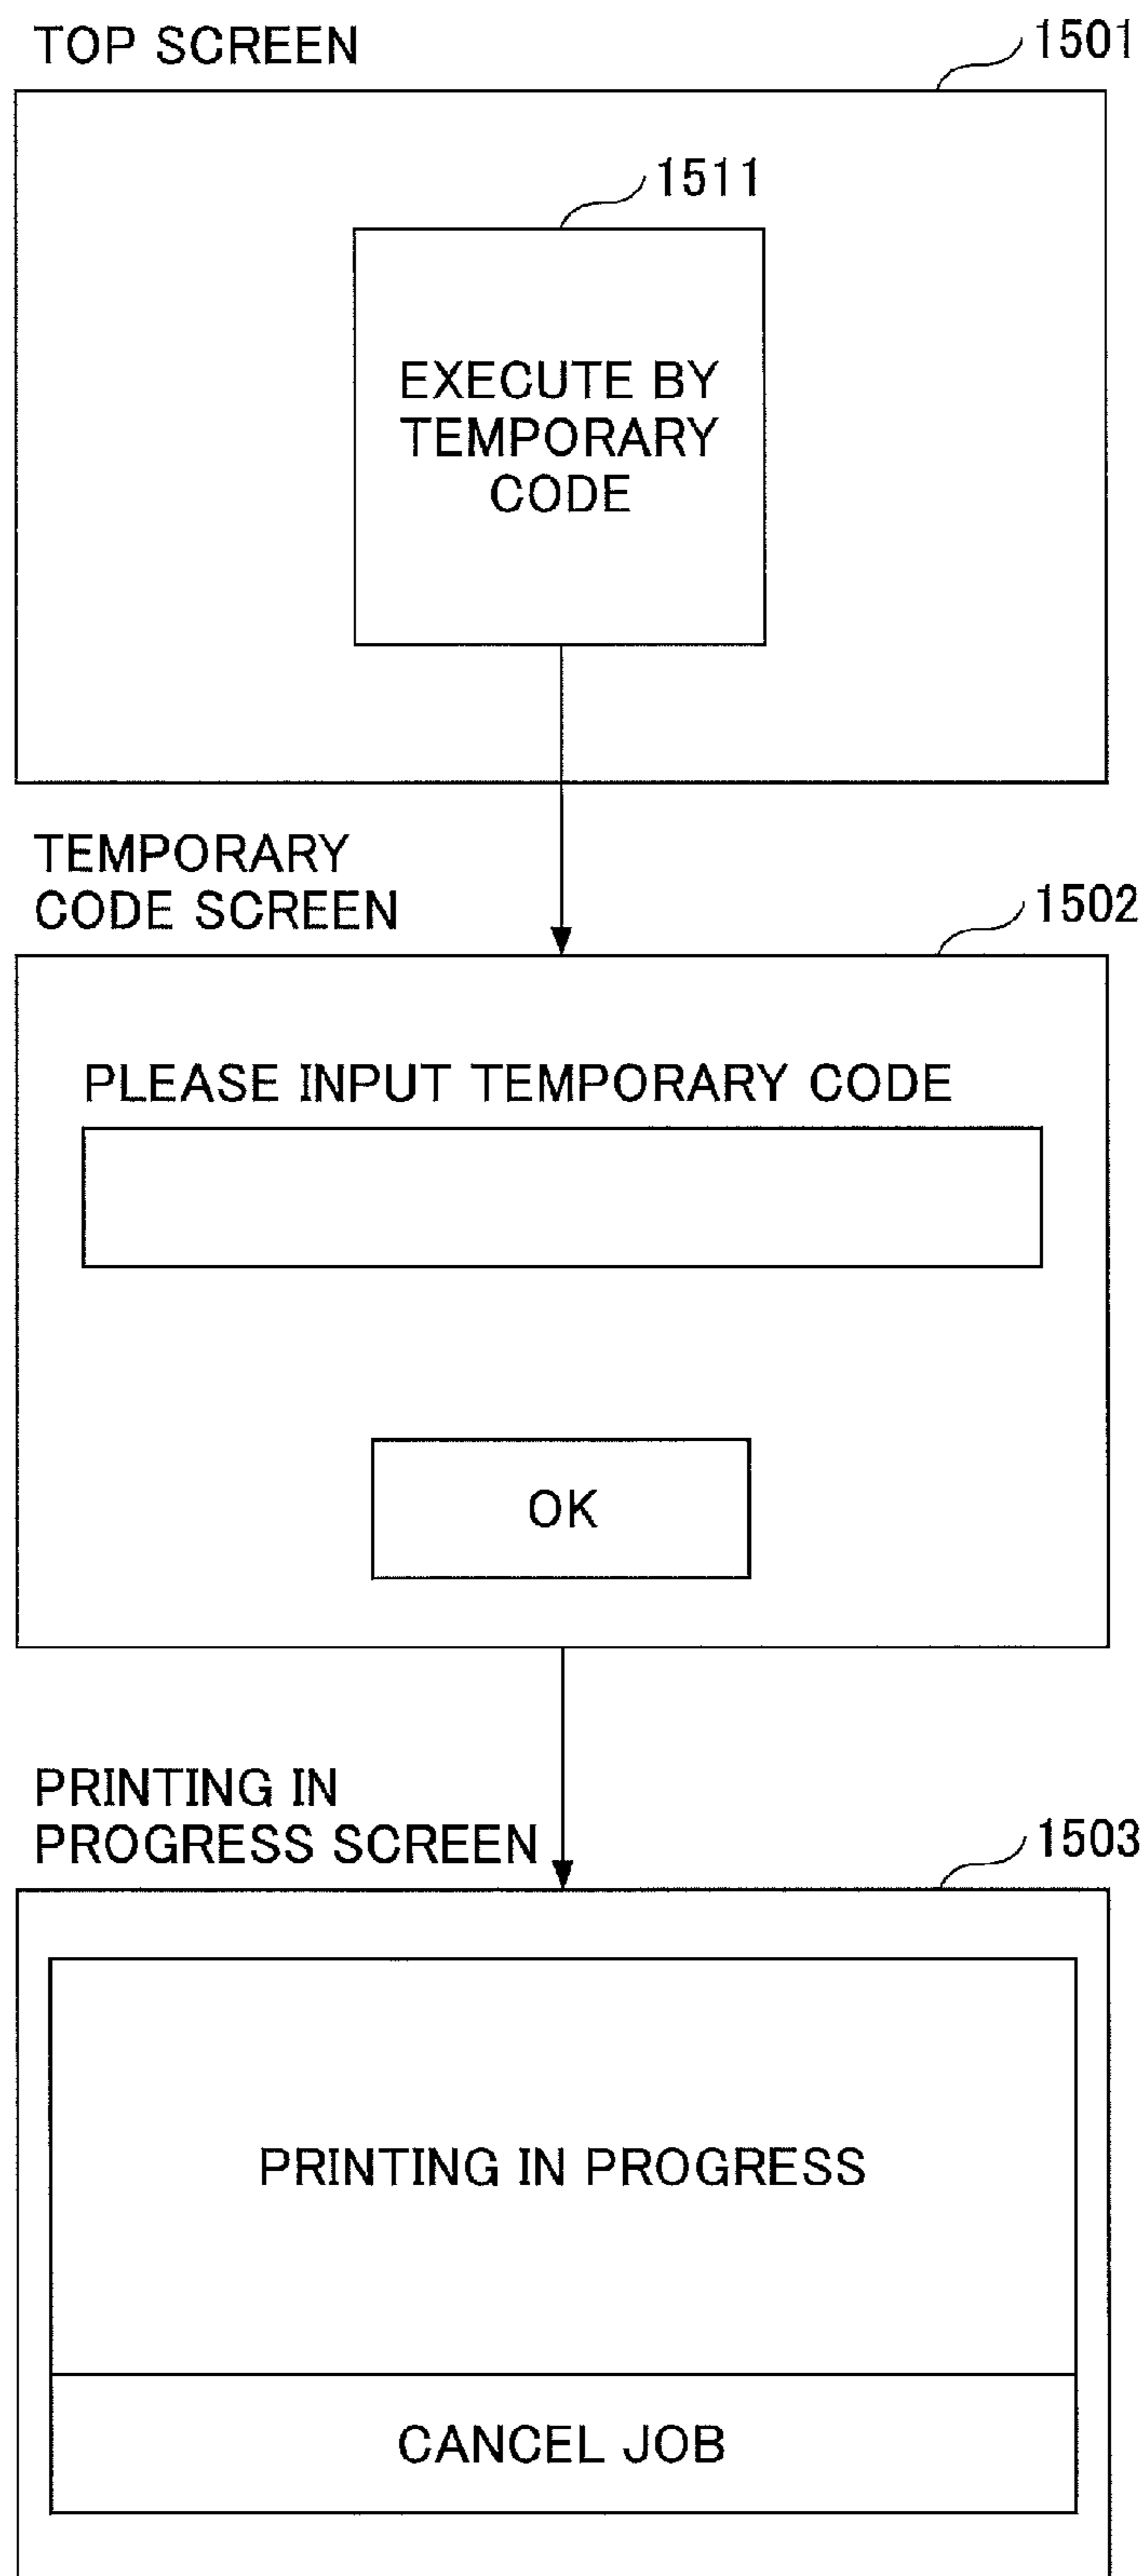 TOP SCREEN
1501
1511
EXECUTE BY
TEMPORARY
CODE
TEMPORARY
CODE SCREEN
1502
PLEASE INPUT TEMPORARY CODE
OK
PRINTING IN
PROGRESS SCREEN
1503
PRINTING IN PROGRESS
CANCEL JOB